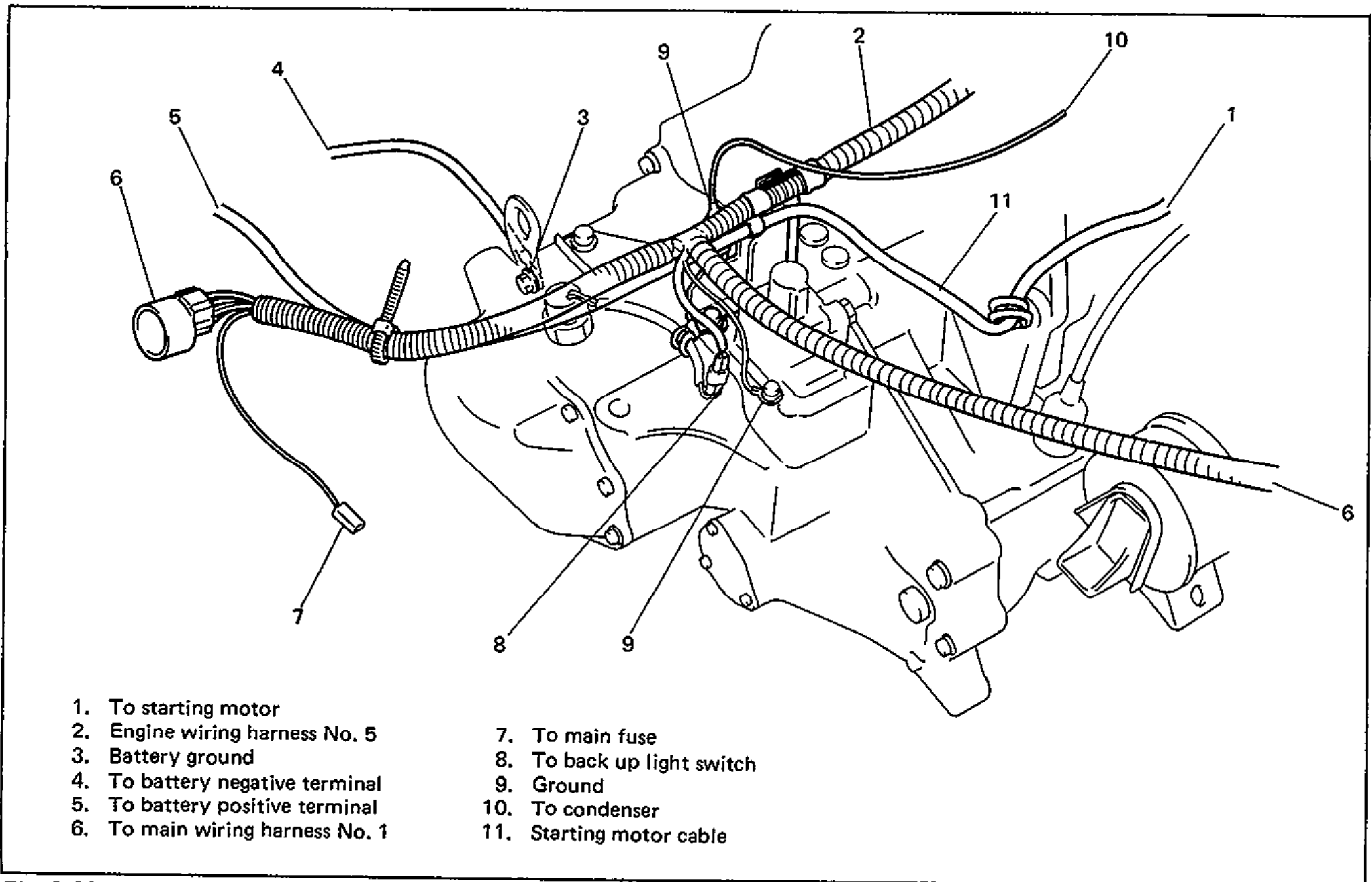 9
2
10
4
5
3
1
6
11
6
7
8
9
1. To starting motor
2. Engine wiring harness No. 5
3. Battery ground
4. To battery negative terminal
5. To battery positive terminal
6. To main wiring harness No. 1
7. To main fuse
8. To back up light switch
9. Ground
10. To condenser
11. Starting motor cable